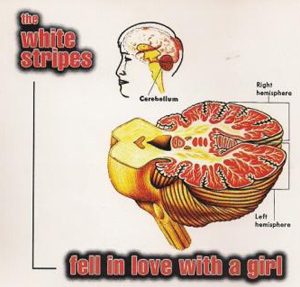 the
white
stripes
Cerebellum
Right
hemisphere
Left
hemisphere
fell in love with a girl